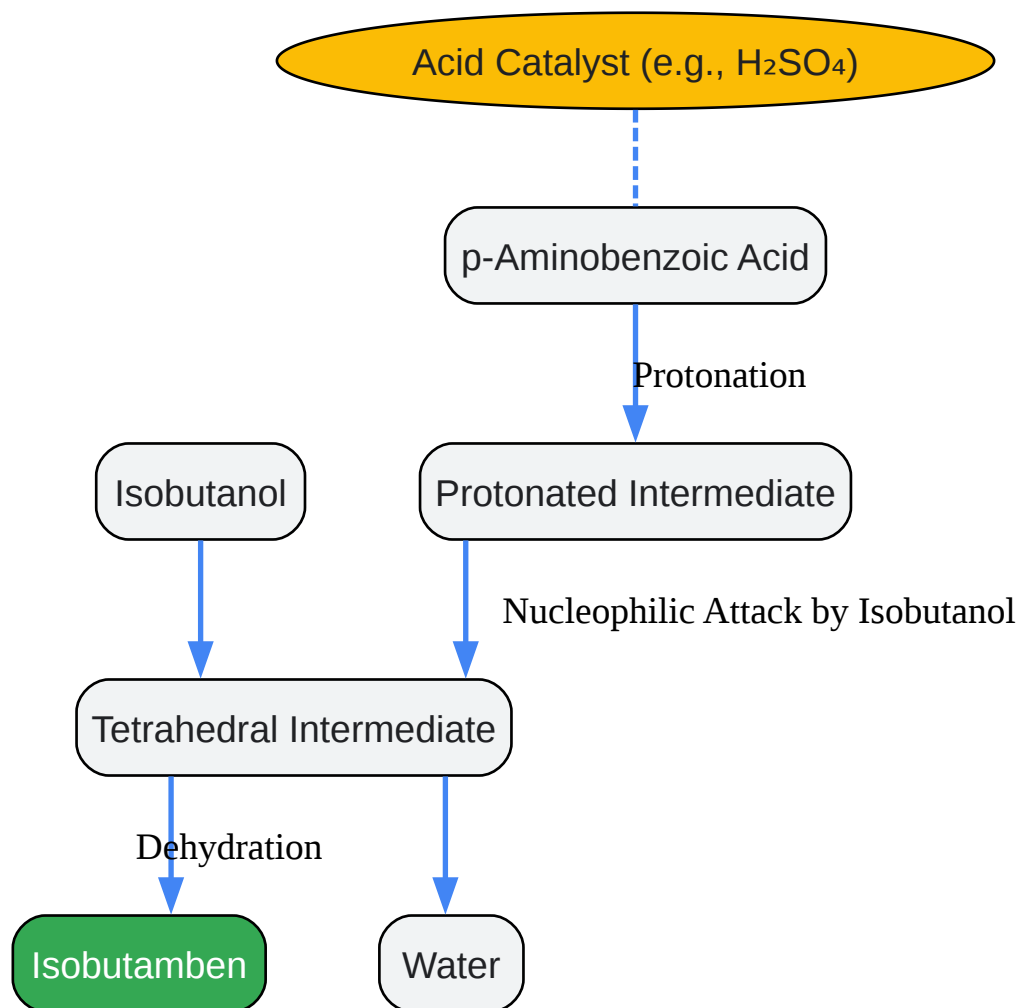 Acid Catalyst (e.g., H₂SO₄)
p-Aminobenzoic Acid
Protonation
Isobutanol
Protonated Intermediate
Nucleophilic Attack by Isobutanol
Tetrahedral Intermediate
Dehydration
Isobutamben
Water